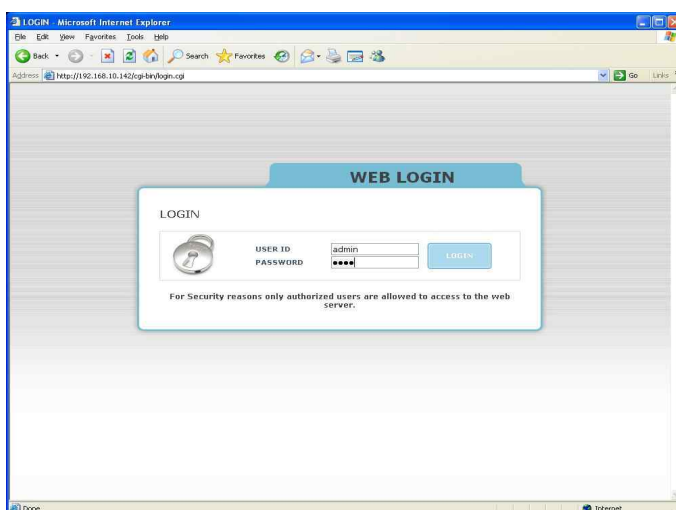 LOGIN - Microsoft Internet Explorer
File Edit View Favorites Tools Help
Back Search Favorites
Address http://192.168.10.142/cgi-bin/login.cgi Go Links
WEB LOGIN
LOGIN
USER ID admin
PASSWORD ●●●●
LOGIN
For Security reasons only authorized users are allowed to access to the web
server.
Done Internet